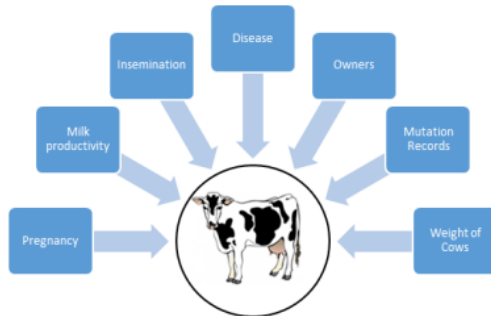 Disease
Insemination
Owners
Milk
productivity
Mutation
Records
Pregnancy
Weight of
Cows